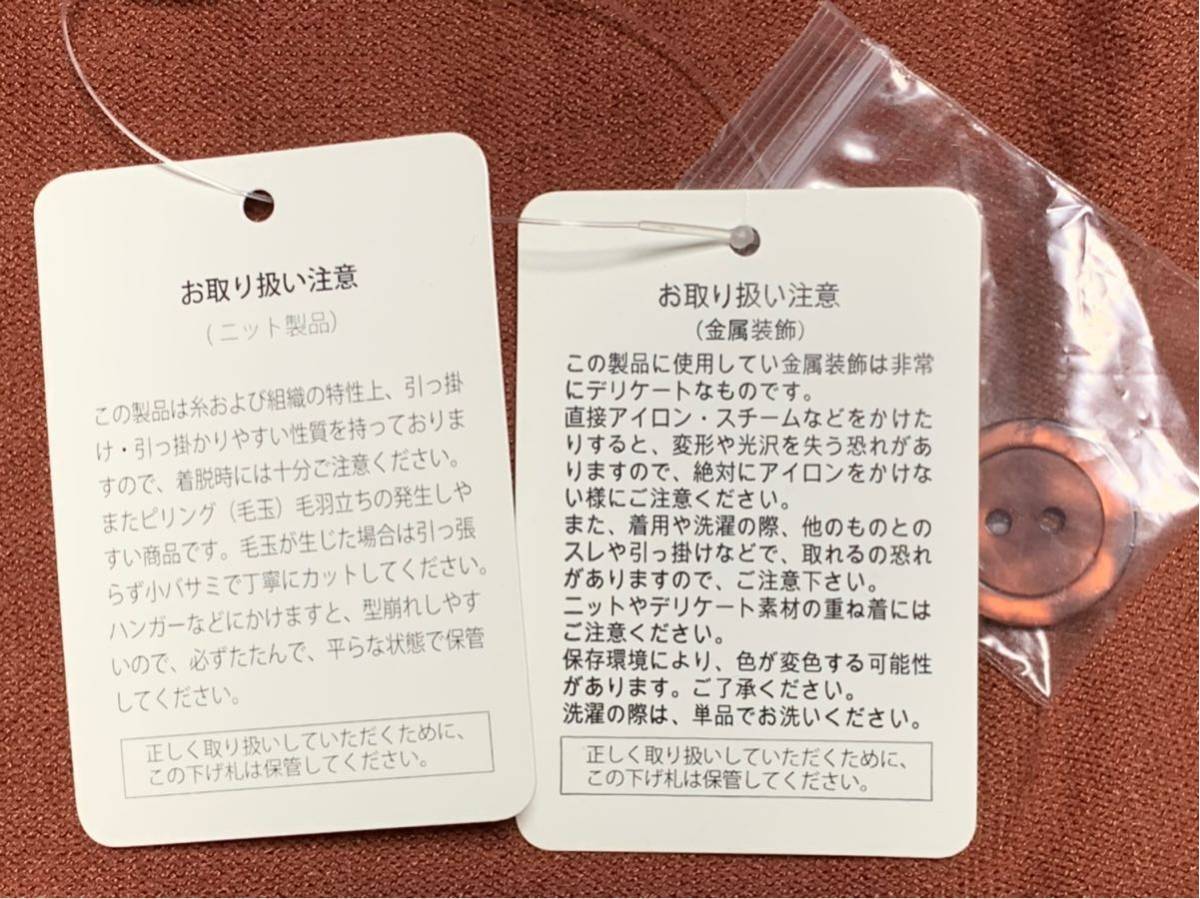 お取り扱い注意
(ニット製品)
この製品は糸および組織の特性上、引っ掛
け・引っ掛かりやすい性質を持っておりま
すので、着脱時には十分ご注意ください。
またピリング（毛玉）毛羽立ちの発生しや
すい商品です。毛玉が生じた場合は引っ張
らず小バサミで丁寧にカットしてください。
ハンガーなどにかけますと、型崩れしやす
いので、必ずたたんで、平らな状態で保管
してください。
正しく取り扱いしていただくために、
この下げ札は保管してください。
お取り扱い注意
（金属装飾）
この製品に使用してい金属装飾は非常
にデリケートなものです。
直接アイロン・スチームなどをかけた
りすると、変形や光沢を失う恐れがあ
りますので、絶対にアイロンをかけな
い様にご注意ください。
また、着用や洗濯の際、他のものとの
スレや引っ掛けなどで、取れるの恐れ
がありますので、ご注意下さい。
ニットやデリケート素材の重ね着には
ご注意ください。
保存環境により、色が変色する可能性
があります。ご了承ください。
洗濯の際は、単品でお洗いください。
正しく取り扱いしていただくために、
この下げ札は保管してください。